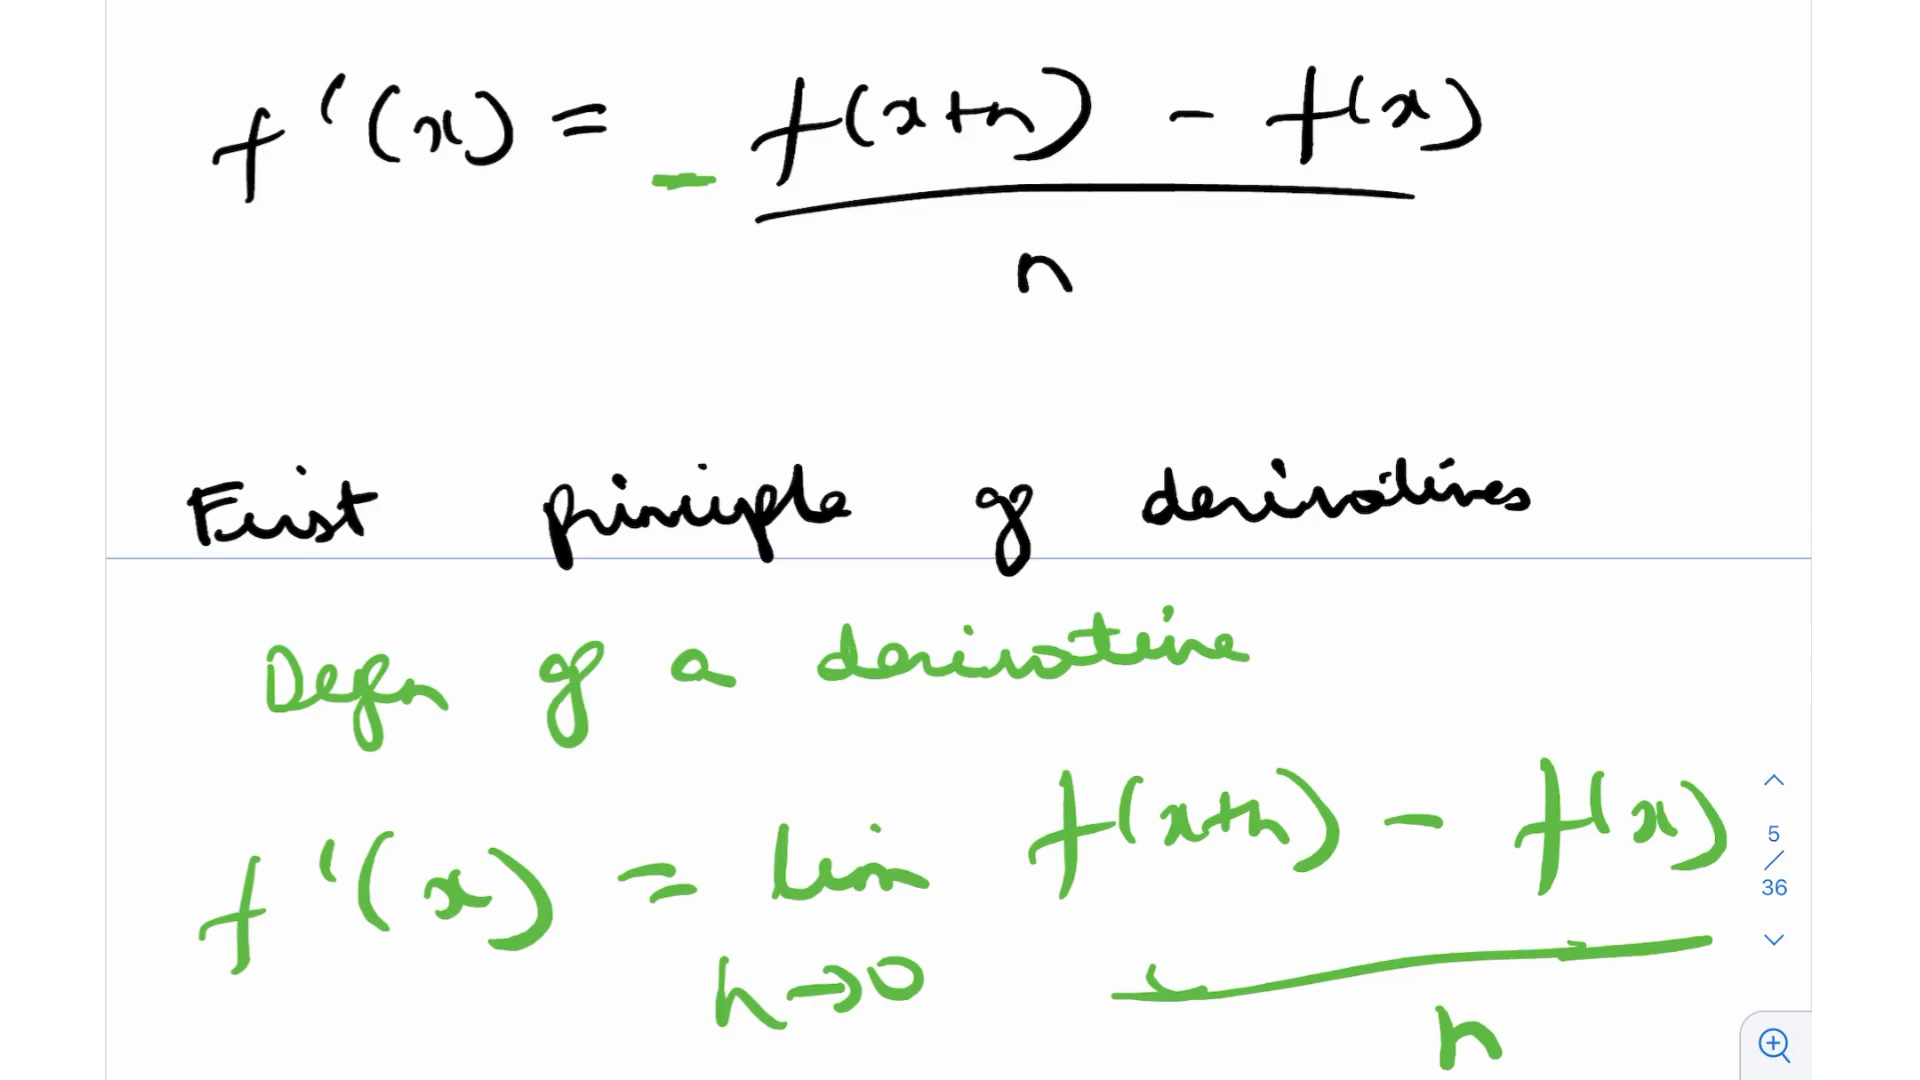 f'(x) = - f(x+h) - f(x)
h
First principle of derivatives
Defn of a derivative
f'(x) = lim f(x+h) - f(x)
h→0 h
5
/
36